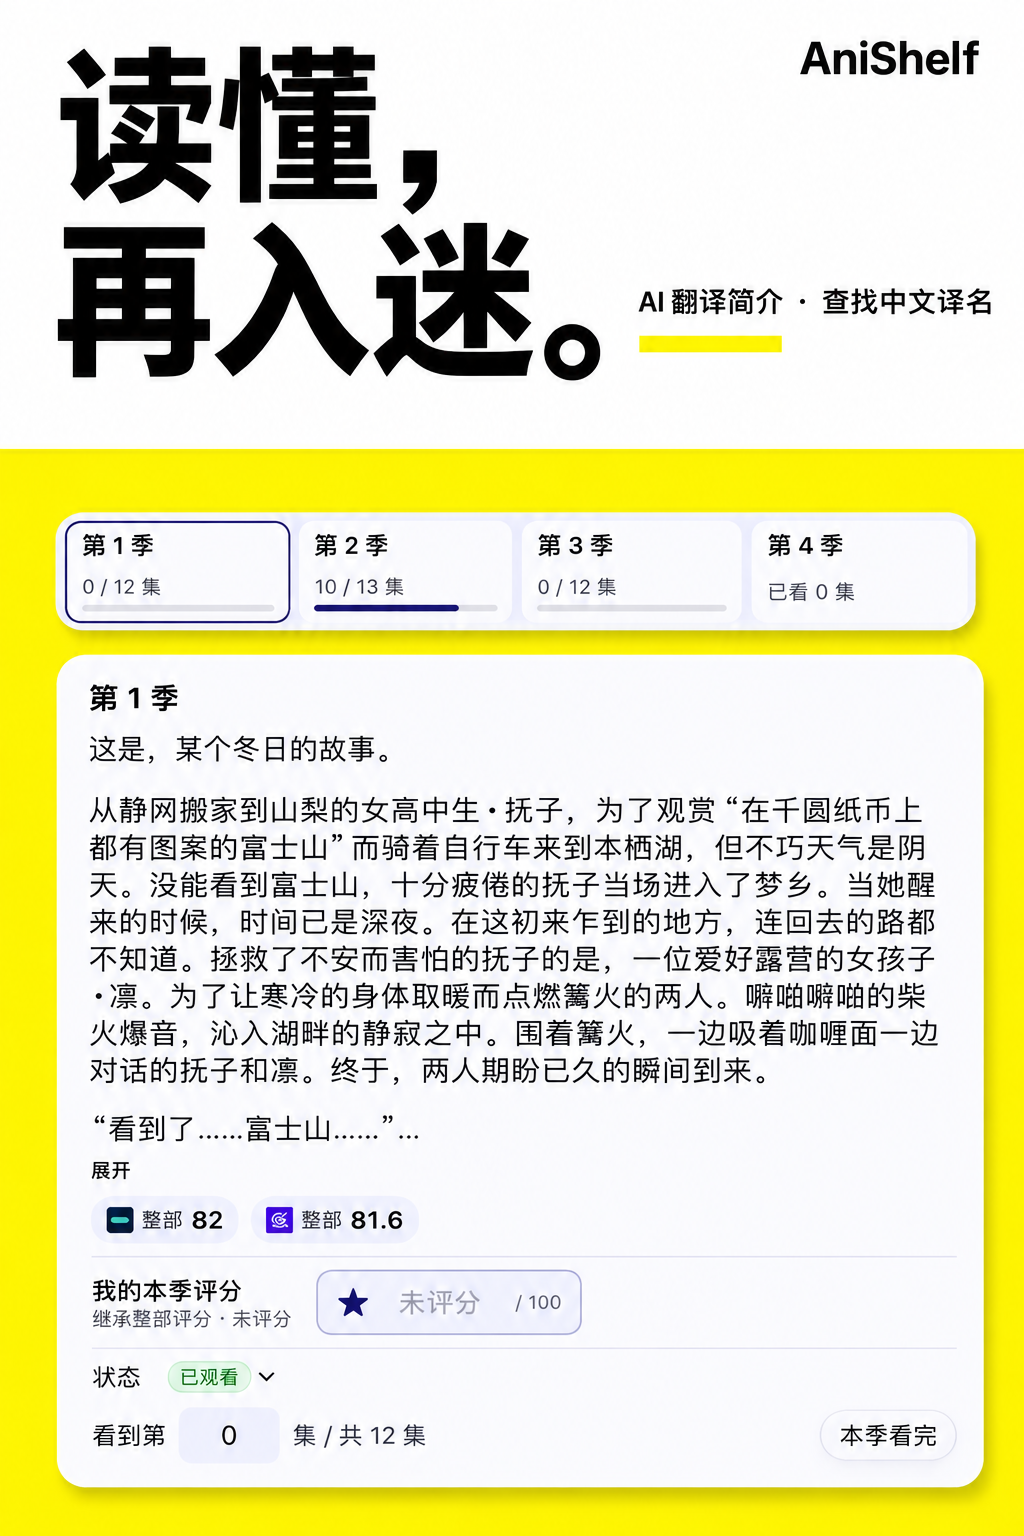 AniShelf
读懂，
再入迷。
AI 翻译简介 · 查找中文译名
第 1 季
0 / 12 集
第 2 季
10 / 13 集
第 3 季
0 / 12 集
第 4 季
已看 0 集
第 1 季
这是，某个冬日的故事。
从静网搬家到山梨的女高中生·抚子，为了观赏 “在千圆纸币上
都有图案的富士山” 而骑着自行车来到本栖湖，但不巧天气是阴
天。没能看到富士山，十分疲倦的抚子当场进入了梦乡。当她醒
来的时候，时间已是深夜。在这初来乍到的地方，连回去的路都
不知道。拯救了不安而害怕的抚子的是，一位爱好露营的女孩子
·凛。为了让寒冷的身体取暖而点燃篝火的两人。噼啪噼啪的柴
火爆音，沁入湖畔的静寂之中。围着篝火，一边吸着咖喱面一边
对话的抚子和凛。终于，两人期盼已久的瞬间到来。
“看到了……富士山……”…
展开
整部 82
整部 81.6
我的本季评分
继承整部评分 · 未评分
未评分 / 100
状态 已观看
看到第 0 集 / 共 12 集
本季看完